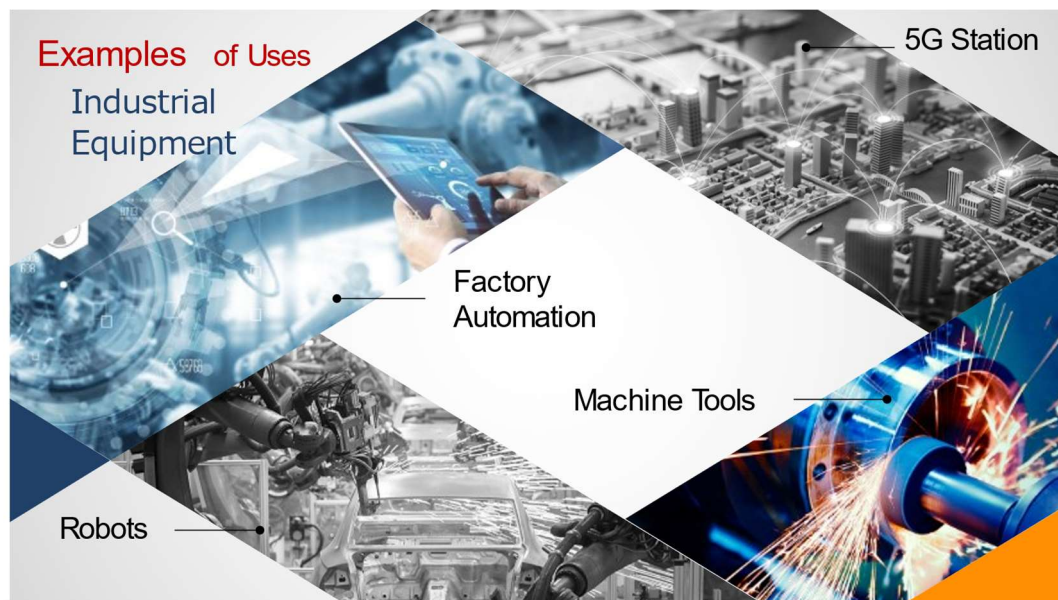 Examples of Uses
Industrial
Equipment
5G Station
Factory
Automation
Machine Tools
Robots